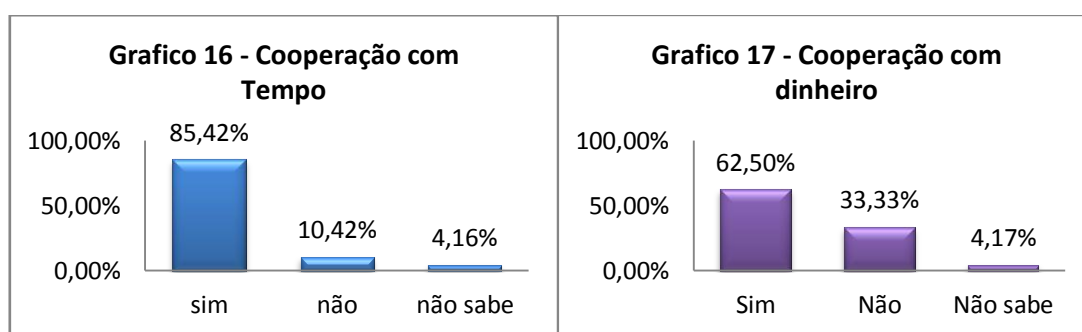 Grafico 16 - Cooperação com
Tempo
100,00%
50,00%
0,00%
85,42%
10,42%
4,16%
sim
não
não sabe
Grafico 17 - Cooperação com
dinheiro
100,00%
50,00%
0,00%
62,50%
33,33%
4,17%
Sim
Não
Não sabe